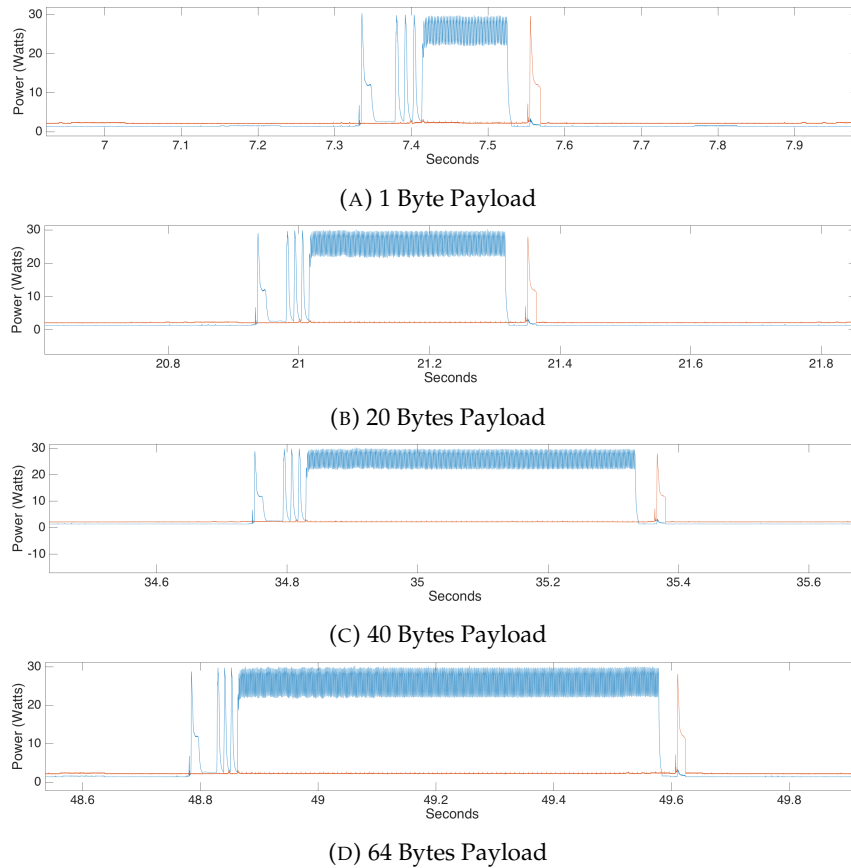 Power (Watts)
30
20
10
0
7 7.1 7.2 7.3 7.4 7.5 7.6 7.7 7.8 7.9
Seconds
(A) 1 Byte Payload
Power (Watts)
30
20
10
0
20.8 21 21.2 21.4 21.6 21.8
Seconds
(B) 20 Bytes Payload
Power (Watts)
30
20
10
0
-10
34.6 34.8 35 35.2 35.4 35.6
Seconds
(C) 40 Bytes Payload
Power (Watts)
30
20
10
0
48.6 48.8 49 49.2 49.4 49.6 49.8
Seconds
(D) 64 Bytes Payload